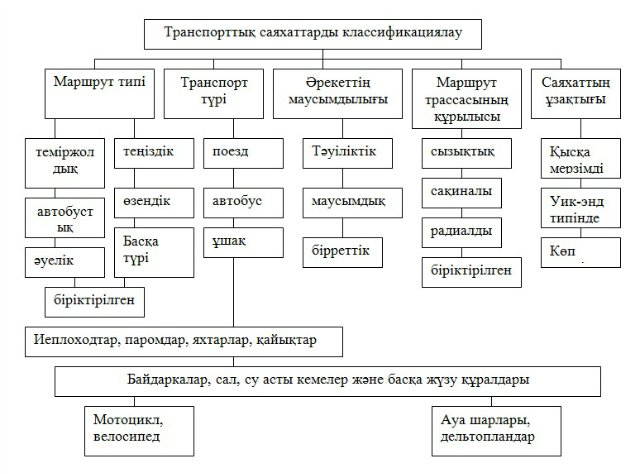 Транспорттық саяхаттарды классификациялау
Маршрут типі
Транспорт
түрі
Әрекеттің
маусымдылығы
Маршрут
трассасының
құрылысы
Саяхаттың
ұзақтығы
теміржол
дық
теңіздік
поезд
Тәуіліктік
сызықтық
Қысқа
мерзімді
автобуст
ық
өзендік
автобус
маусымдық
сақиналы
Уик-энд
типінде
әуелік
Басқа
түрі
ұшақ
бірреттік
радиалды
Көп
біріктірілген
біріктірілген
Иеплоходтар, паромдар, яхтарлар, қайықтар
Байдаркалар, сал, су асты кемелер және басқа жүзу құралдары
Мотоцикл,
велосипед
Ауа шарлары,
дельтопландар